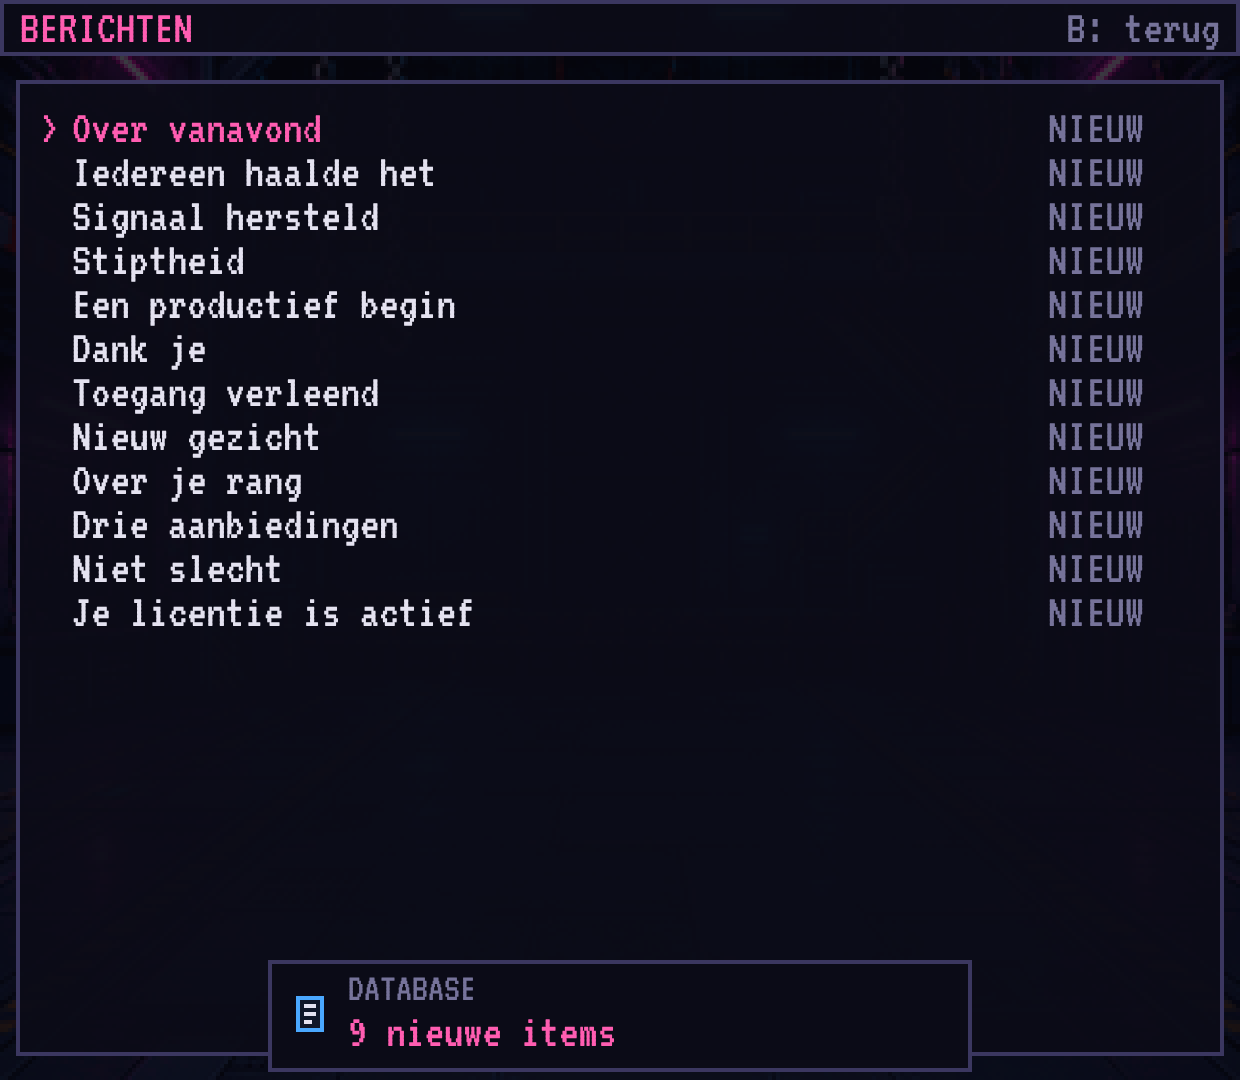 BERICHTEN
B: terug
> Over vanavond NIEUW
Iedereen haalde het NIEUW
Signaal hersteld NIEUW
Stiptheid NIEUW
Een productief begin NIEUW
Dank je NIEUW
Toegang verleend NIEUW
Nieuw gezicht NIEUW
Over je rang NIEUW
Drie aanbiedingen NIEUW
Niet slecht NIEUW
Je licentie is actief NIEUW
DATABASE
9 nieuwe items